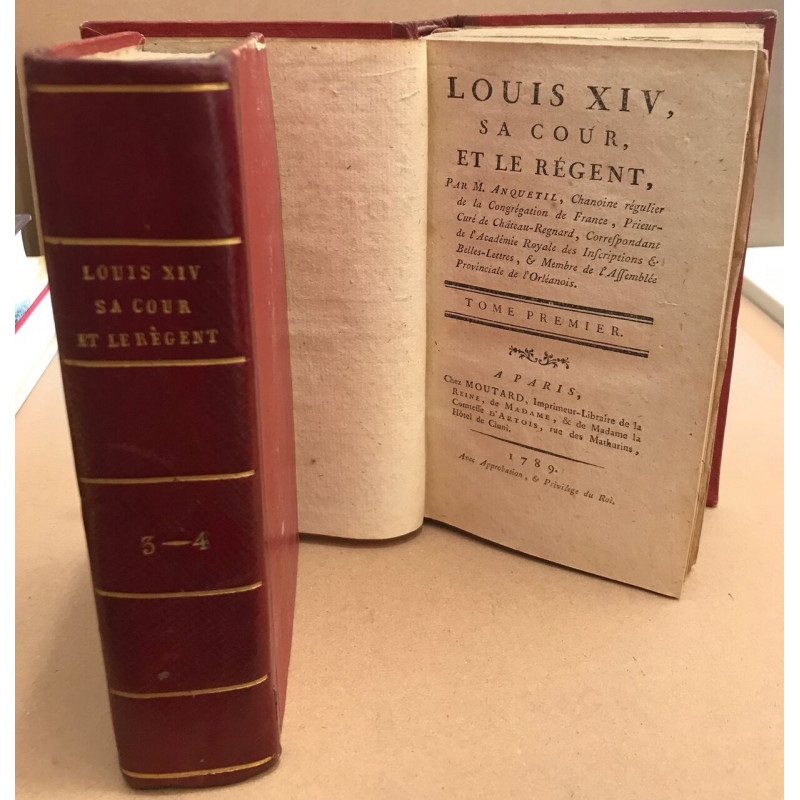 LOUIS XIV
SA COUR
ET LE RÈGENT
3-4
LOUIS XIV,
SA COUR,
ET LE RÉGENT,
PAR M. ANQUETIL, Chanoine régulier
de la Congrégation de France, Prieur-
Curé de Château-Regnard, Correſpondant
de l'Académie Royale des Inſcriptions &
Belles-Lettres, & Membre de l'Aſſemblée
Provinciale de l'Orléanois.
TOME PREMIER.
A PARIS,
Chez MOUTARD, Imprimeur-Libraire de la
REINE, de MADAME, & de Madame la
Comteſſe D'ARTOIS, rue des Mathurins,
Hôtel de Cluni.
1789.
Avec Approbation, & Privilege du Roi.